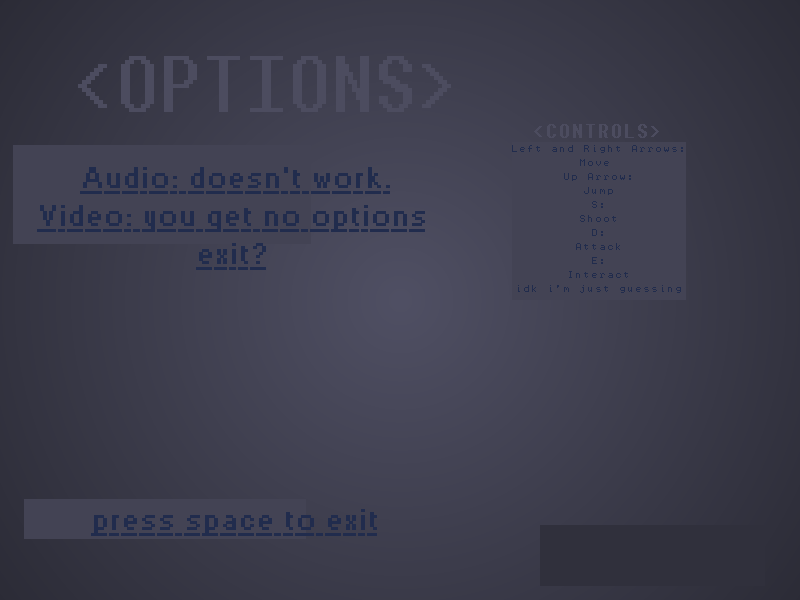 <OPTIONS>
Audio: doesn't work.
Video: you get no options
exit?
<CONTROLS>
Left and Right Arrows:
Move
Up Arrow:
Jump
S:
Shoot
D:
Attack
E:
Interact
idk i'm just guessing
press space to exit